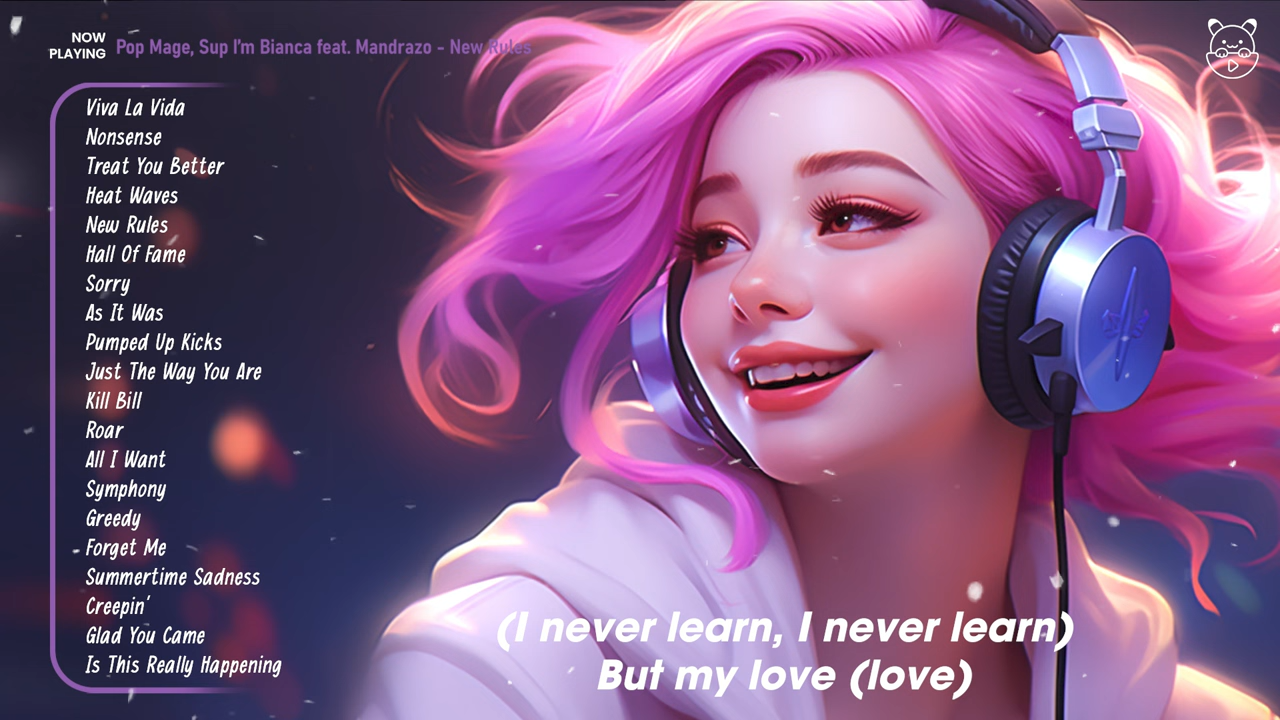 NOW
PLAYING
Pop Mage, Sup I'm Bianca feat. Mandrazo - New Rules
Viva La Vida
Nonsense
Treat You Better
Heat Waves
New Rules
Hall Of Fame
Sorry
As It Was
Pumped Up Kicks
Just The Way You Are
Kill Bill
Roar
All I Want
Symphony
Greedy
Forget Me
Summertime Sadness
Creepin'
Glad You Came
Is This Really Happening
(I never learn, I never learn)
But my love (love)